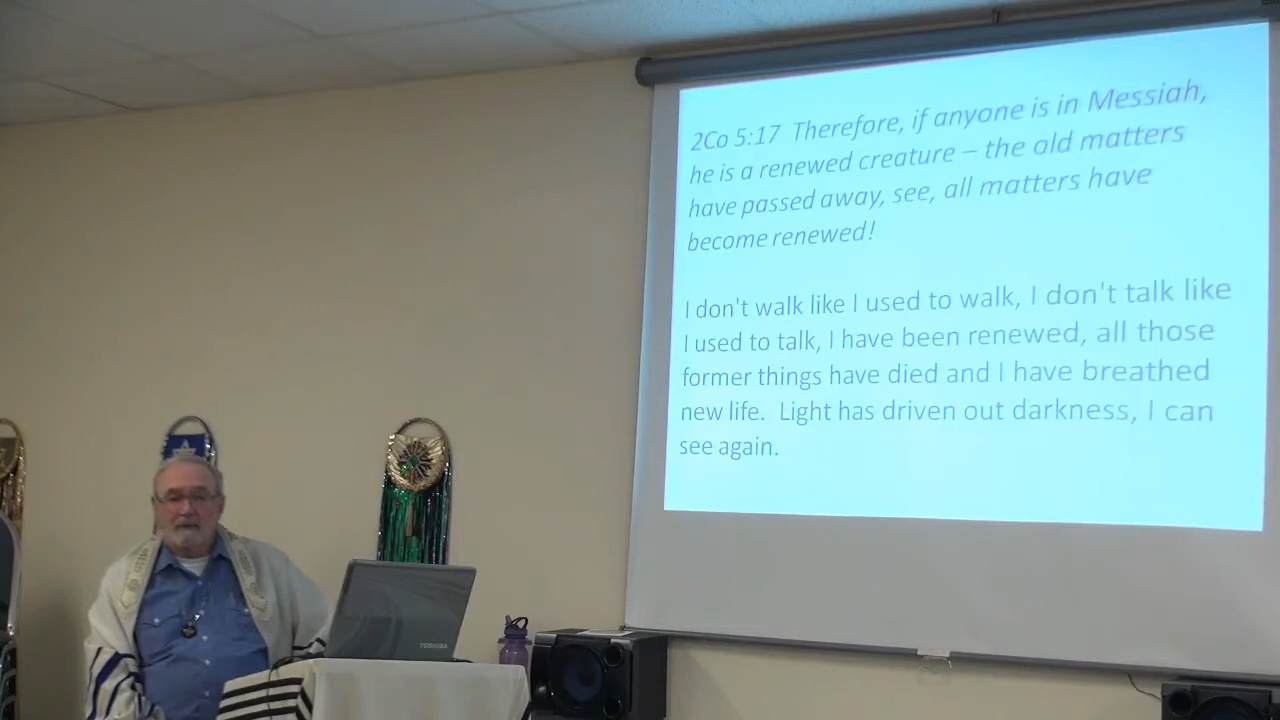 2Co 5:17 Therefore, if anyone is in Messiah,
he is a renewed creature – the old matters
have passed away, see, all matters have
become renewed!
I don't walk like I used to walk, I don't talk like
I used to talk, I have been renewed, all those
former things have died and I have breathed
new life. Light has driven out darkness, I can
see again.
TOSHIBA